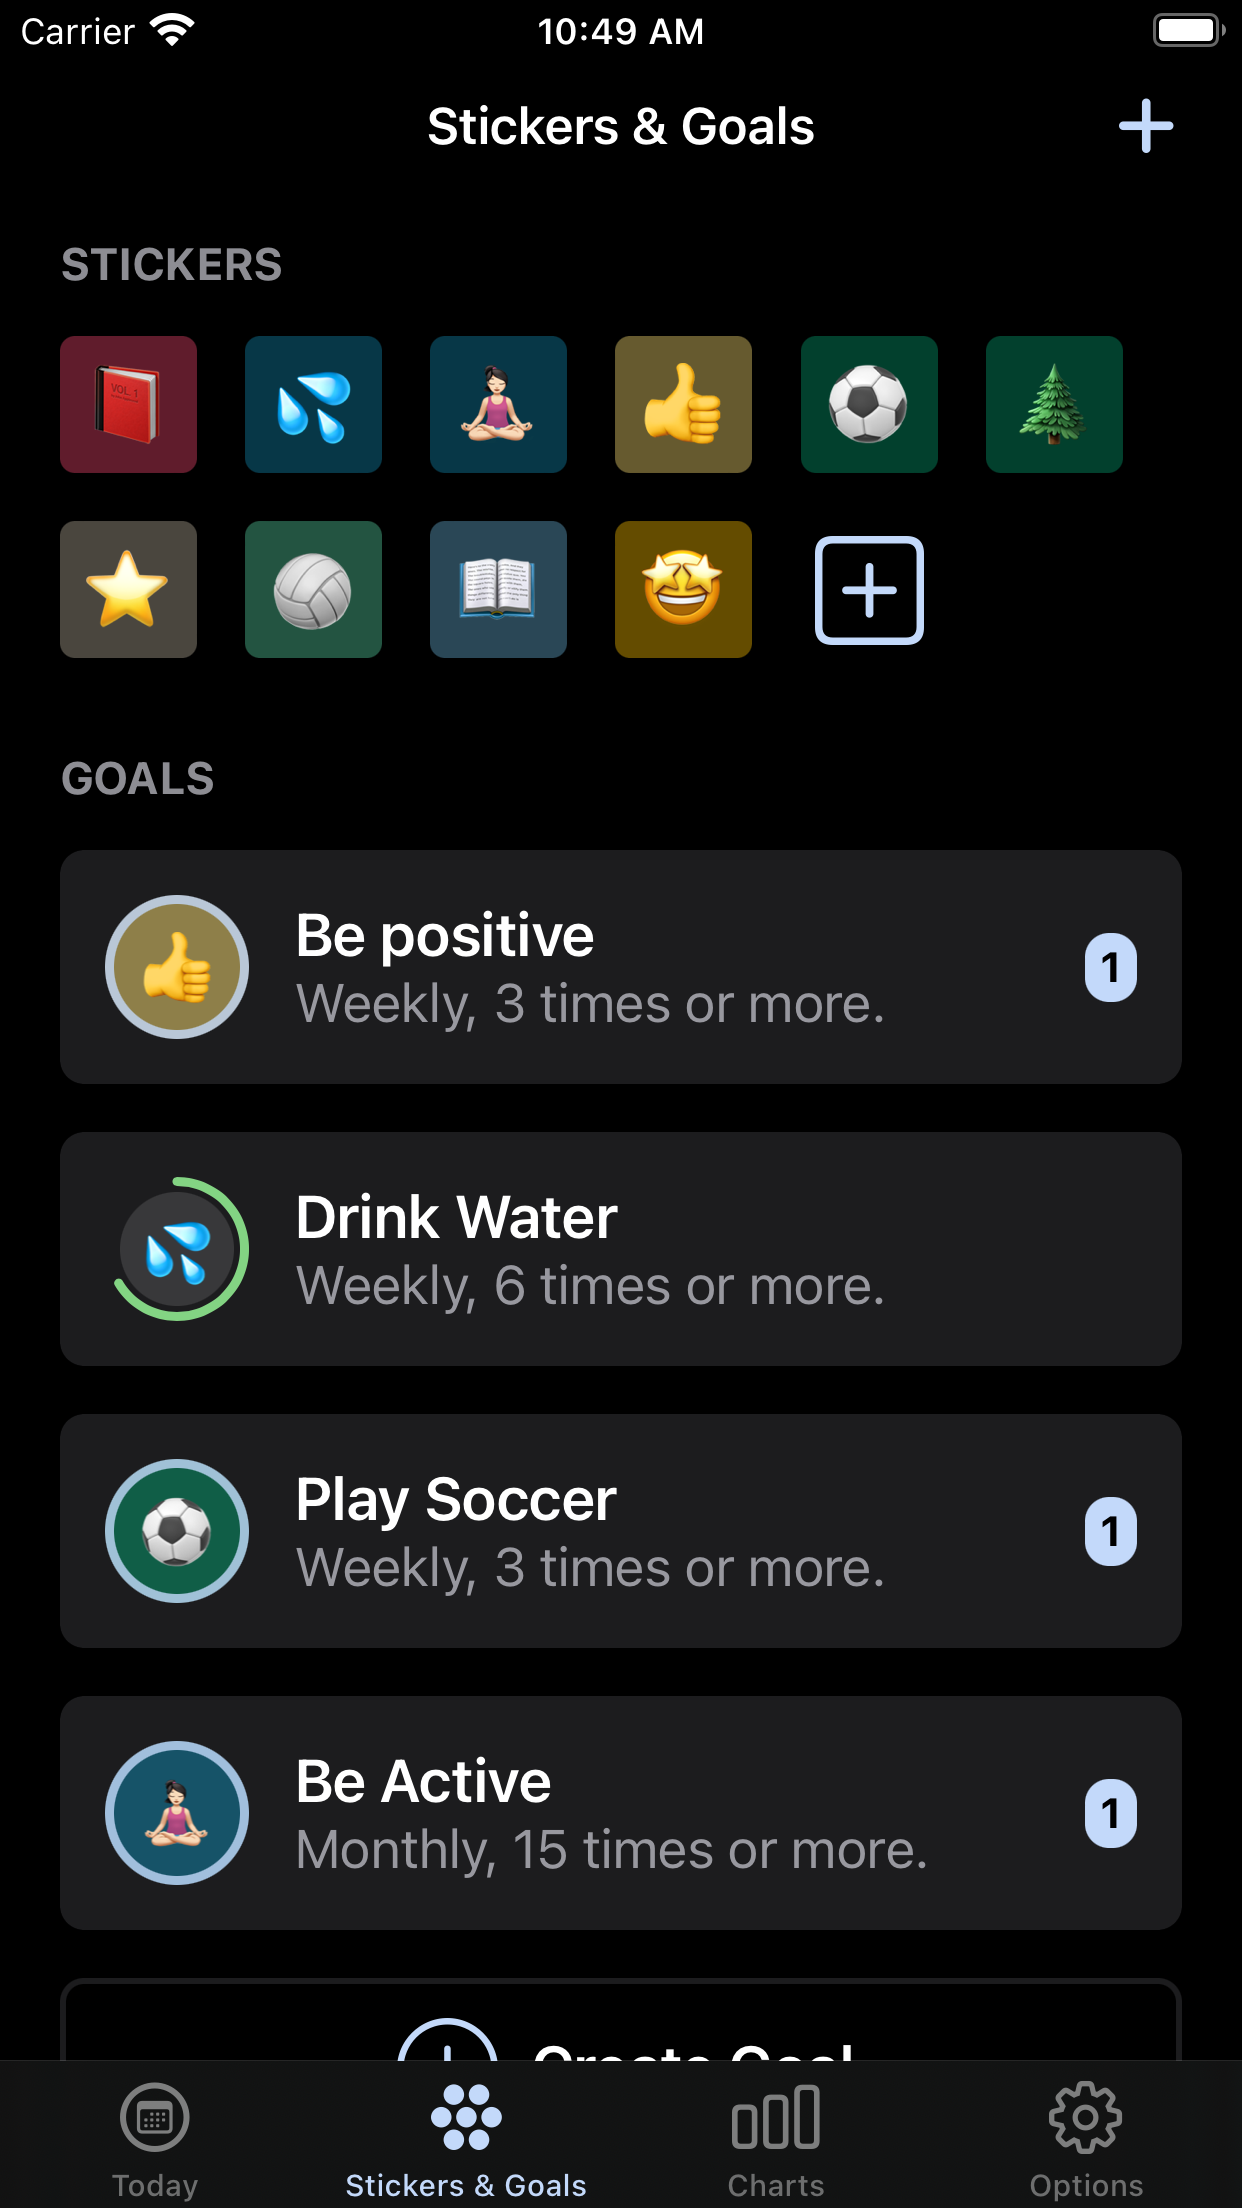 Carrier 10:49 AM
Stickers & Goals
STICKERS
VOL. 1
GOALS
Be positive
Weekly, 3 times or more.
1
Drink Water
Weekly, 6 times or more.
Play Soccer
Weekly, 3 times or more.
1
Be Active
Monthly, 15 times or more.
1
Create Goal
Today
Stickers & Goals
Charts
Options